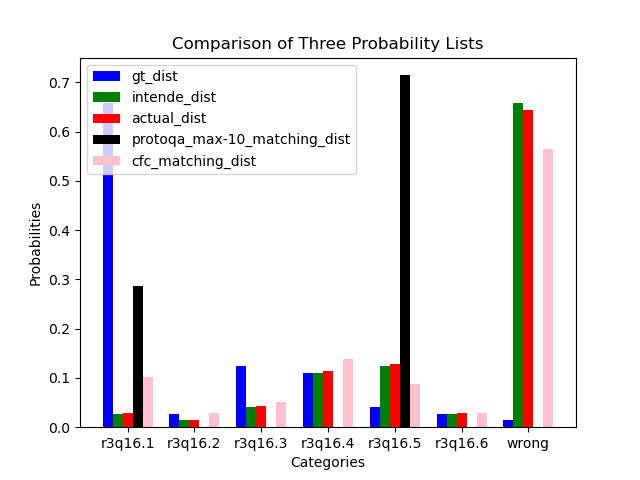 Comparison of Three Probability Lists
gt_dist
intende_dist
actual_dist
protoqa_max-10_matching_dist
cfc_matching_dist
Probabilities
0.7
0.6
0.5
0.4
0.3
0.2
0.1
0.0
r3q16.1 r3q16.2 r3q16.3 r3q16.4 r3q16.5 r3q16.6 wrong
Categories